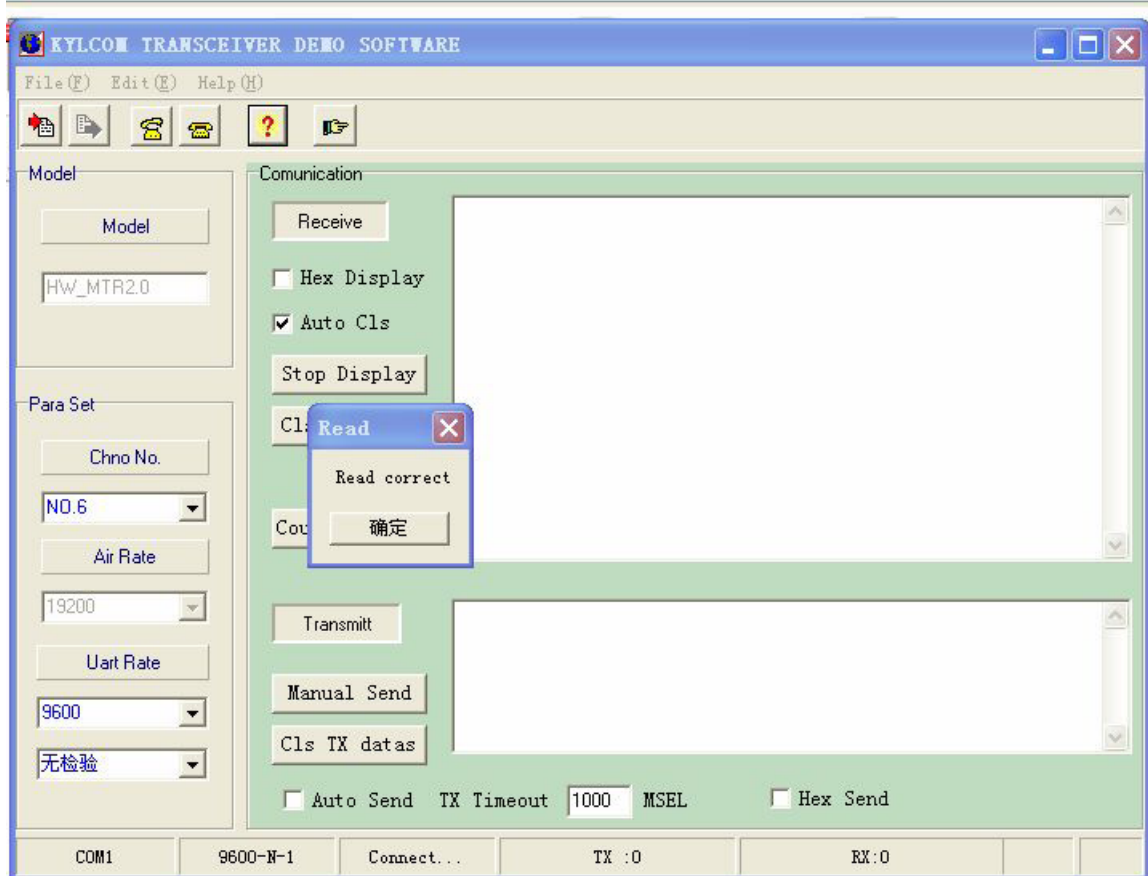 KYLCOM TRANSCEIVER DEMO SOFTWARE
File(F) Edit(E) Help(H)
Model
Model
HW_MTR2.0
Para Set
Chno No.
NO.6
Air Rate
19200
Uart Rate
9600
无检验
Comunication
Receive
Hex Display
Auto Cls
Stop Display
Cls
Cou
Read
Read correct
确定
Transmitt
Manual Send
Cls TX datas
Auto Send TX Timeout 1000 MSEL Hex Send
COM1 9600-N-1 Connect... TX :0 RX:0